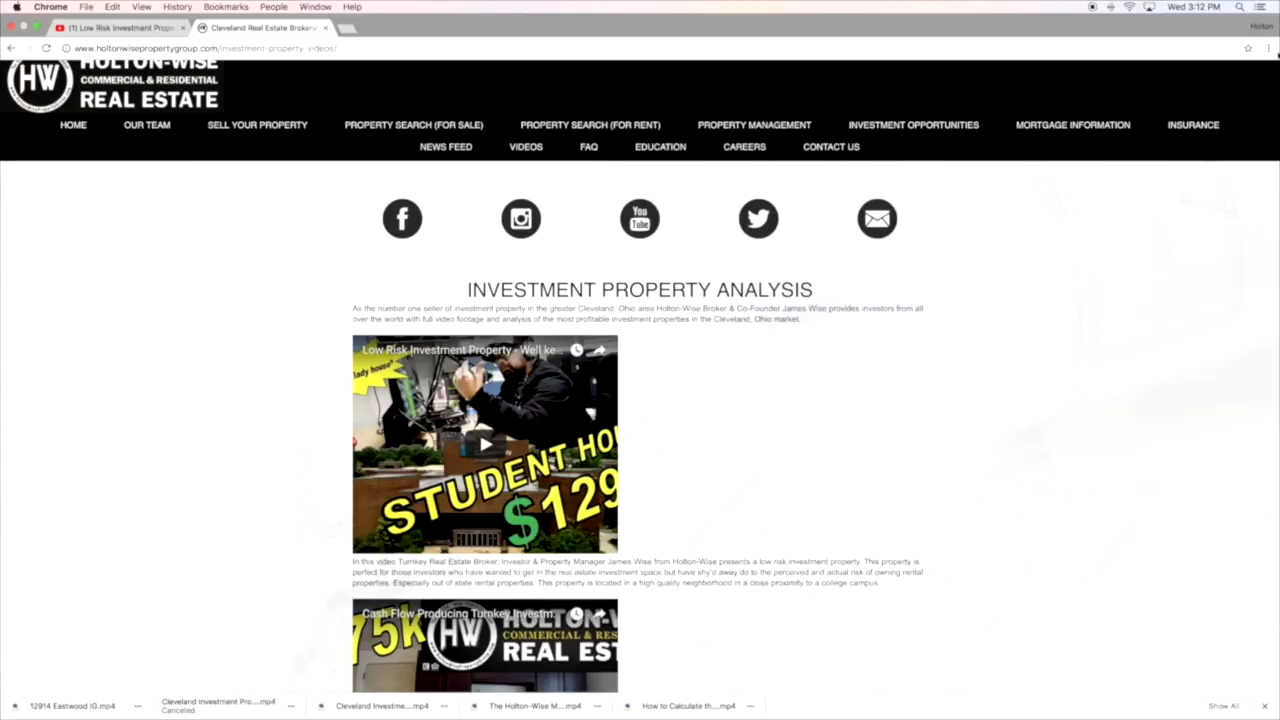 Chrome File Edit View History Bookmarks People Window Help Wed 3:12 PM
(1) Low Risk Investment Prop Cleveland Real Estate Brokers Holton
www.holtonwisepropertygroup.com/investment-property-videos/
HW HOLTON-WISE
COMMERCIAL & RESIDENTIAL
REAL ESTATE
HOME OUR TEAM SELL YOUR PROPERTY PROPERTY SEARCH (FOR SALE) PROPERTY SEARCH (FOR RENT) PROPERTY MANAGEMENT INVESTMENT OPPORTUNITIES MORTGAGE INFORMATION INSURANCE
NEWS FEED VIDEOS FAQ EDUCATION CAREERS CONTACT US
You Tube
INVESTMENT PROPERTY ANALYSIS
As the number one seller of investment property in the greater Cleveland, Ohio area Holton-Wise Broker & Co-Founder James Wise provides investors from all
over the world with full video footage and analysis of the most profitable investment properties in the Cleveland, Ohio market.
Low Risk Investment Property - Well ke...
lady house"
STUDENT HOU
$129
In this video Turnkey Real Estate Broker, Investor & Property Manager James Wise from Holton-Wise presents a low risk investment property. This property is
perfect for those investors who have wanted to get in the real estate investment space but have shy'd away do to the perceived and actual risk of owning rental
properties. Especially out of state rental properties. This property is located in a high quality neighborhood in a close proximity to a college campus.
Cash Flow Producing Turnkey Investm...
75k HW HOLTON-W
COMMERCIAL & RES
REAL EST
12914 Eastwood IG.mp4 Cleveland Investment Pro....mp4 Cleveland Investme....mp4 The Holton-Wise M....mp4 How to Calculate th....mp4 Show All
Canceled